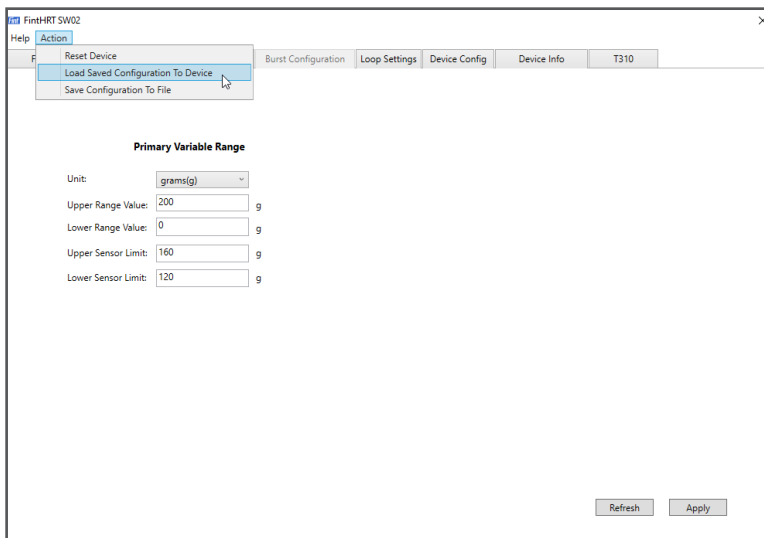 Fint FintHRT SW02
Help Action
Reset Device
Load Saved Configuration To Device
Save Configuration To File
Burst Configuration Loop Settings Device Config Device Info T310
Primary Variable Range
Unit: grams(g)
Upper Range Value: 200 g
Lower Range Value: 0 g
Upper Sensor Limit: 160 g
Lower Sensor Limit: 120 g
Refresh Apply